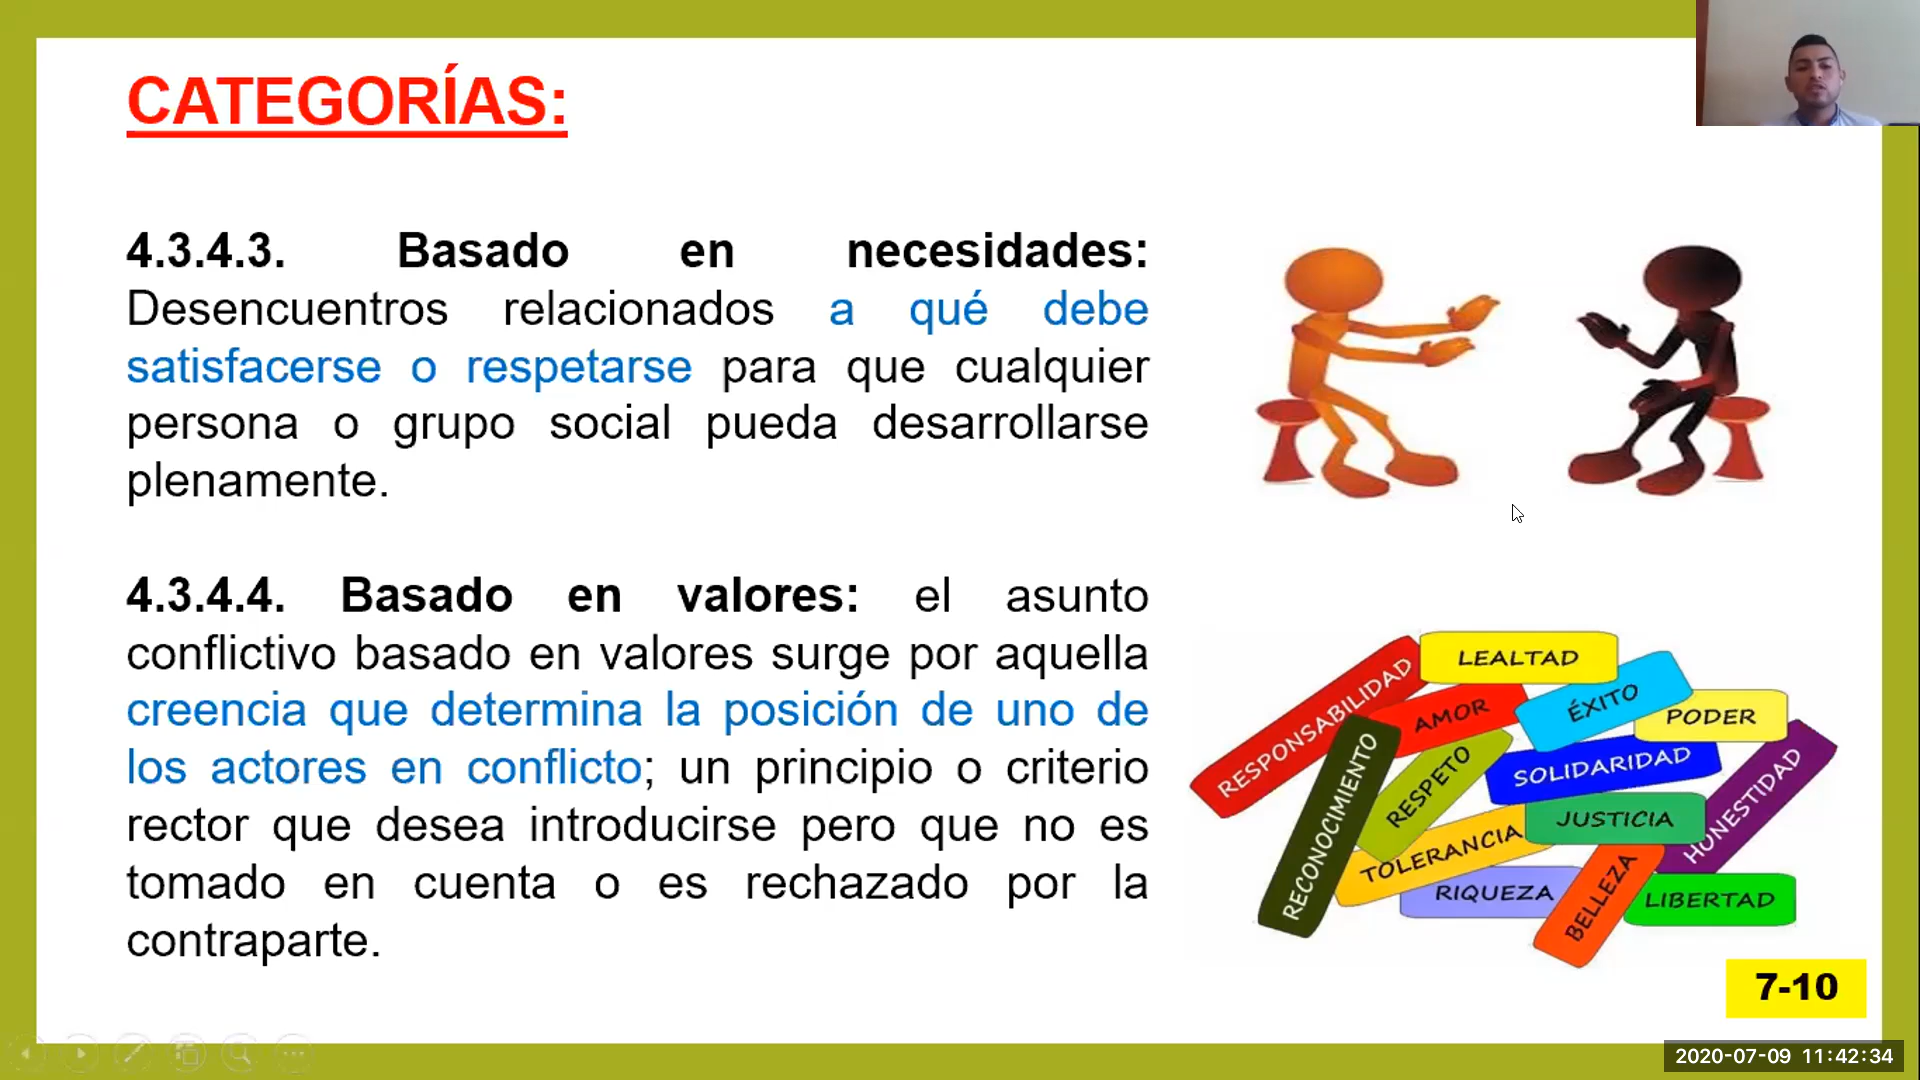 CATEGORÍAS:
4.3.4.3. Basado en necesidades:
Desencuentros relacionados a qué debe
satisfacerse o respetarse para que cualquier
persona o grupo social pueda desarrollarse
plenamente.
4.3.4.4. Basado en valores: el asunto
conflictivo basado en valores surge por aquella
creencia que determina la posición de uno de
los actores en conflicto; un principio o criterio
rector que desea introducirse pero que no es
tomado en cuenta o es rechazado por la
contraparte.
LEALTAD
RESPONSABILIDAD
AMOR
ÉXITO
PODER
RECONOCIMIENTO
RESPETO
SOLIDARIDAD
HONESTIDAD
TOLERANCIA
JUSTICIA
RIQUEZA
BELLEZA
LIBERTAD
7-10
2020-07-09 11:42:34